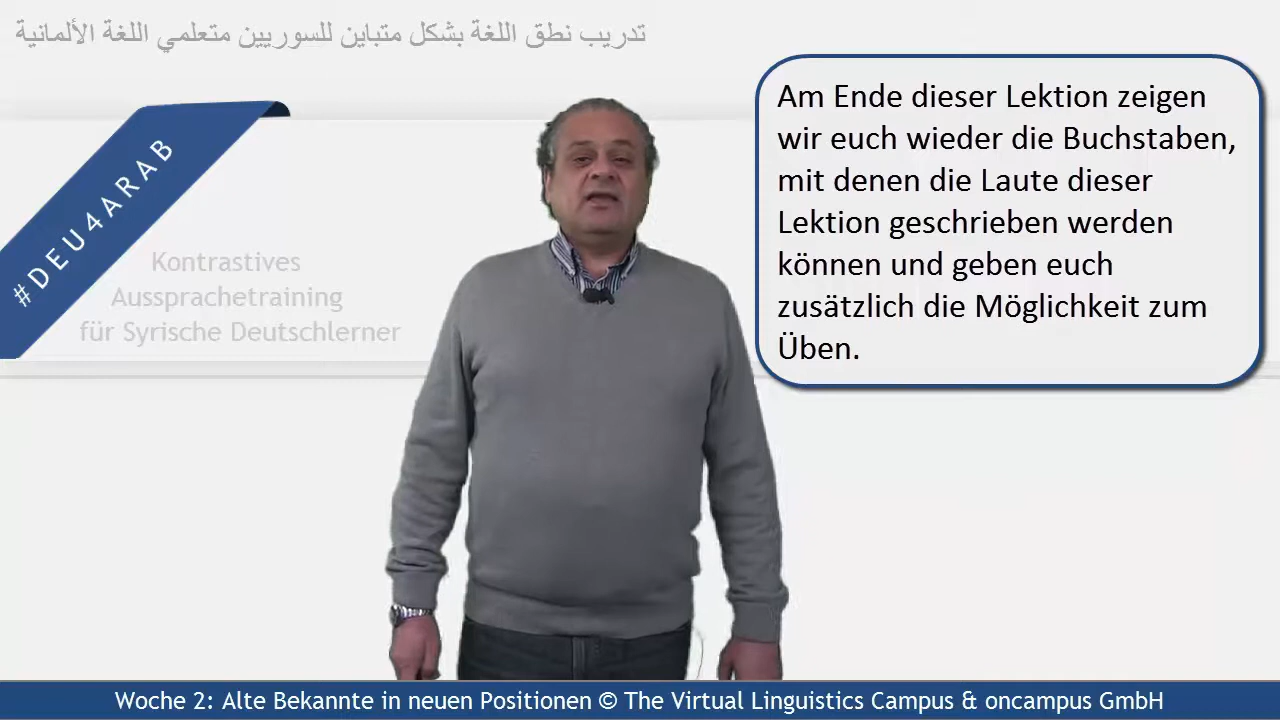 تدريب نطق اللغة بشكل متباين للسوريين متعلمي اللغة الألمانية
#DEU4ARAB
Kontrastives
Aussprachetraining
für Syrische Deutschlerner
Am Ende dieser Lektion zeigen
wir euch wieder die Buchstaben,
mit denen die Laute dieser
Lektion geschrieben werden
können und geben euch
zusätzlich die Möglichkeit zum
Üben.
Woche 2: Alte Bekannte in neuen Positionen © The Virtual Linguistics Campus & oncampus GmbH